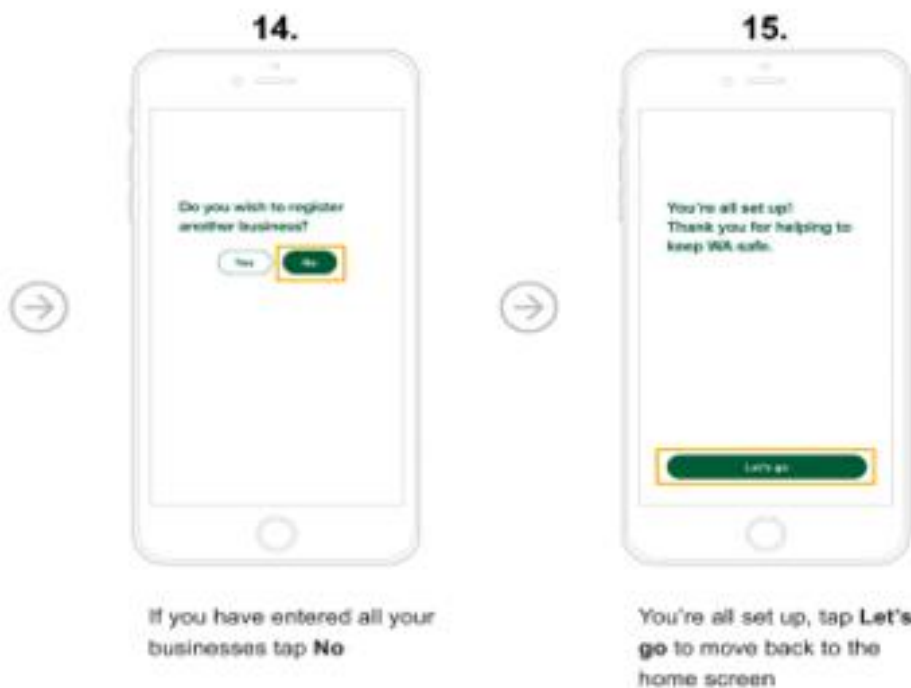 14.
Do you wish to register
another business?
Yes
No
If you have entered all your
businesses tap No
15.
You're all set up!
Thank you for helping to
keep WA safe.
Let's go
You're all set up, tap Let's
go to move back to the
home screen